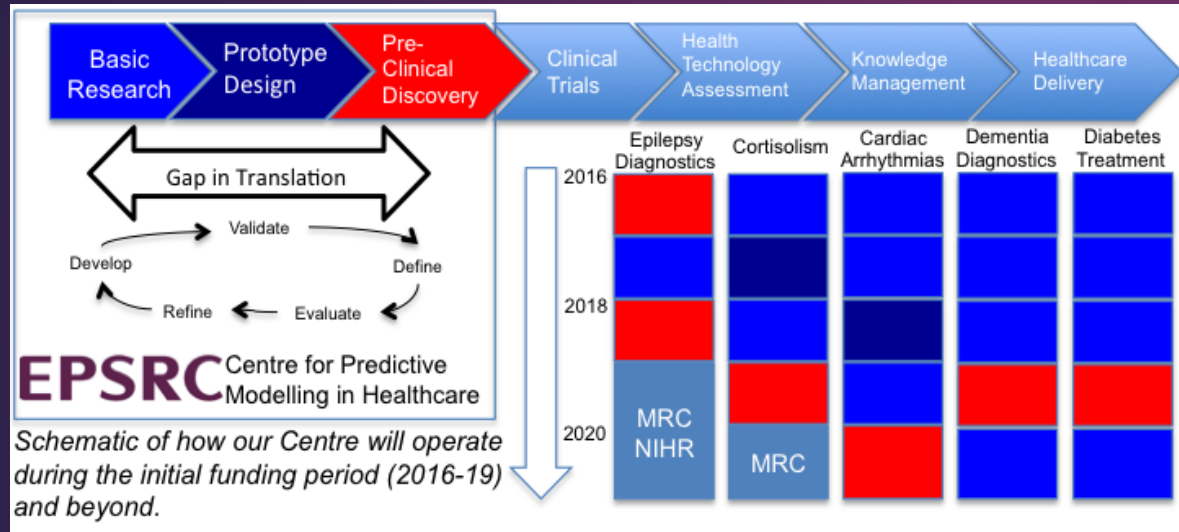 Basic
Research
Prototype
Design
Pre-
Clinical
Discovery
Clinical
Trials
Health
Technology
Assessment
Knowledge
Management
Healthcare
Delivery
Gap in Translation
Validate
Develop
Define
Refine
Evaluate
EPSRC Centre for Predictive
Modelling in Healthcare
Schematic of how our Centre will operate
during the initial funding period (2016-19)
and beyond.
Epilepsy
Diagnostics
Cortisolism
Cardiac
Arrhythmias
Dementia
Diagnostics
Diabetes
Treatment
2016
2018
2020
MRC
NIHR
MRC